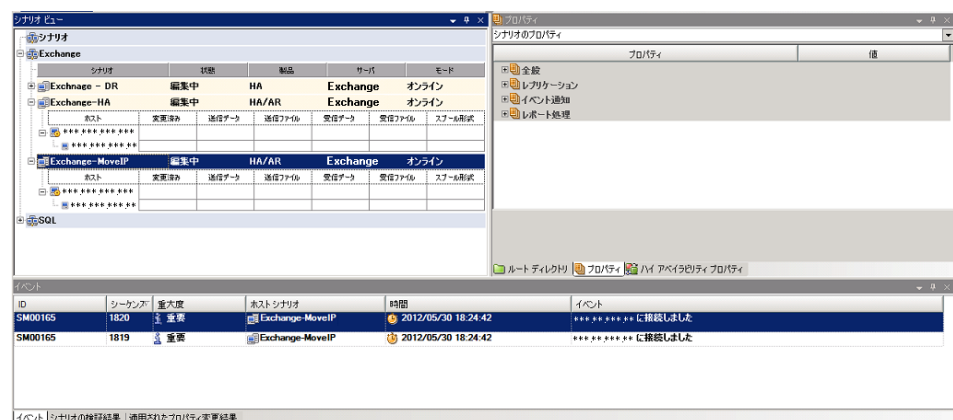 シナリオ ビュー
シナリオ
Exchange
シナリオ 状態 製品 サーバ モード
Exchnage - DR 編集中 HA Exchange オンライン
Exchange-HA 編集中 HA/AR Exchange オンライン
ホスト 変更済み 送信データ 送信ファイル 受信データ 受信ファイル スプール形式
***.***.***.***
***.***.***.**
Exchange-MoveIP 編集中 HA/AR Exchange オンライン
ホスト 変更済み 送信データ 送信ファイル 受信データ 受信ファイル スプール形式
***.***.***.***
***.***.***.**
SQL
プロパティ
シナリオのプロパティ
プロパティ 値
全般
レプリケーション
イベント通知
レポート処理
ルート ディレクトリ プロパティ ハイ アベイラビリティ プロパティ
イベント
ID シーケンス 重大度 ホスト シナリオ 時間 イベント
SM00165 1820 重要 Exchange-MoveIP 2012/05/30 18:24:42 ***.**.***.** に接続しました
SM00165 1819 重要 Exchange-MoveIP 2012/05/30 18:24:42 ***.**.***.** に接続しました
イベント シナリオの検証結果 適用されたプロパティ変更結果